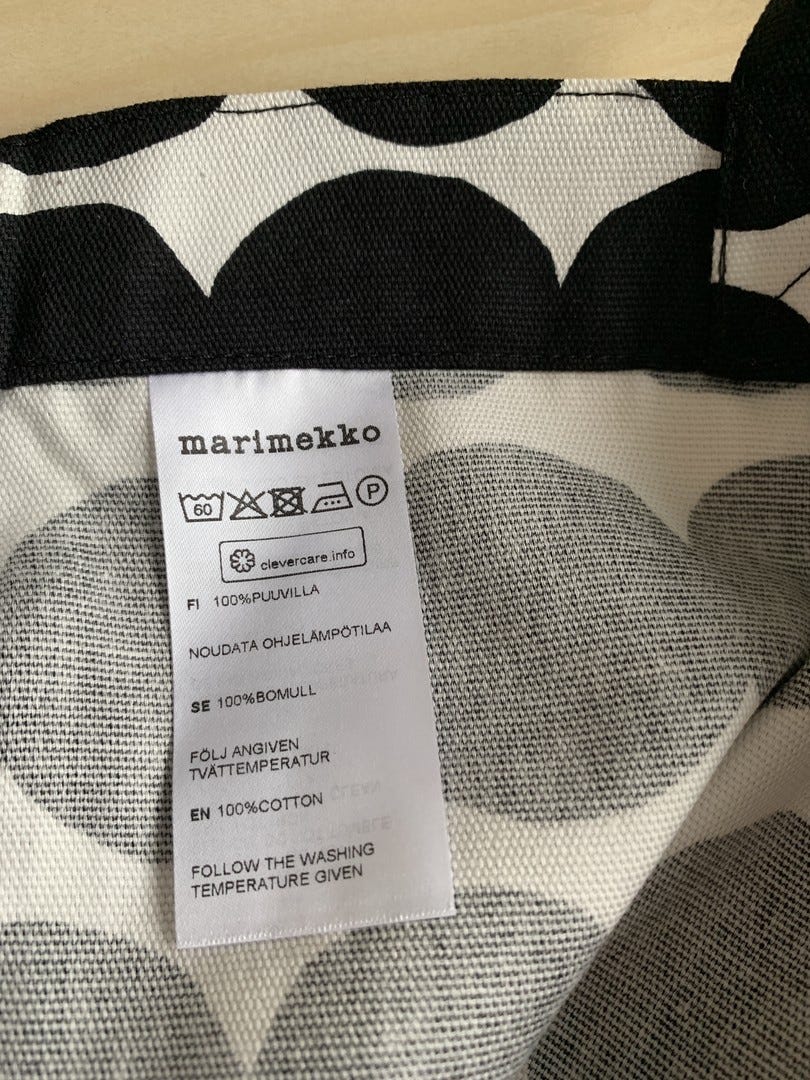 marimekko
60 P
clevercare.info
FI 100%PUUVILLA
NOUDATA OHJELÄMPÖTILAA
SE 100%BOMULL
FÖLJ ANGIVEN
TVÄTTEMPERATUR
EN 100%COTTON
FOLLOW THE WASHING
TEMPERATURE GIVEN